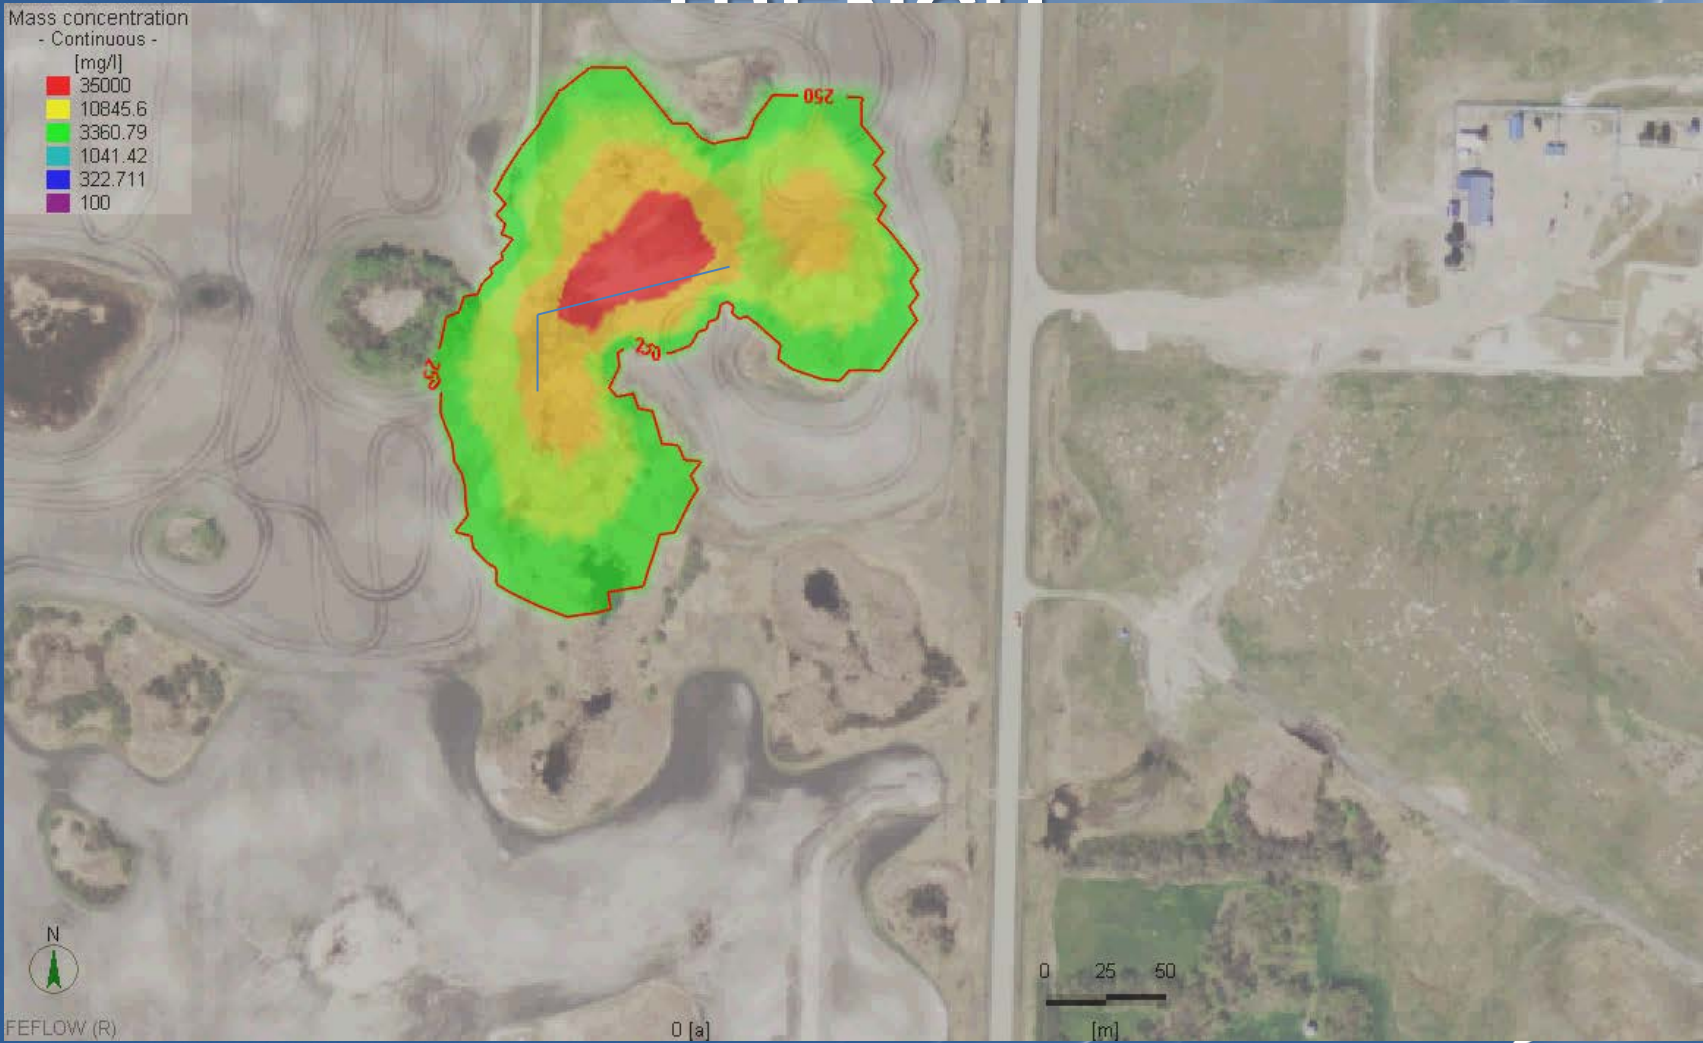 Mass concentration
- Continuous -
[mg/l]
35000
10845.6
3360.79
1041.42
322.711
100
250
250
250
N
0 25 50
[m]
FEFLOW (R)
0 [a]